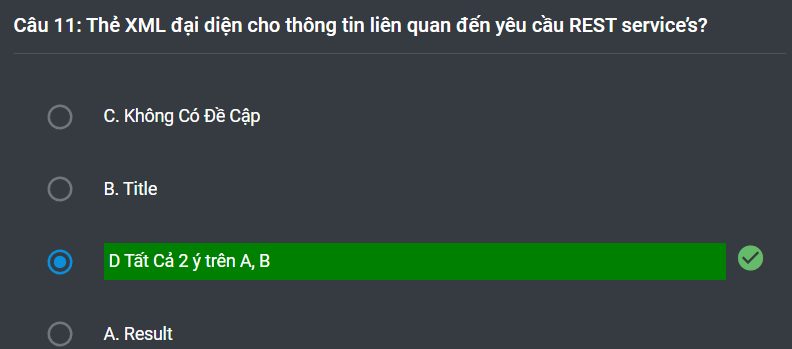 Câu 11: Thẻ XML đại diện cho thông tin liên quan đến yêu cầu REST service's?
C. Không Có Đề Cập
B. Title
D Tất Cả 2 ý trên A, B
A. Result